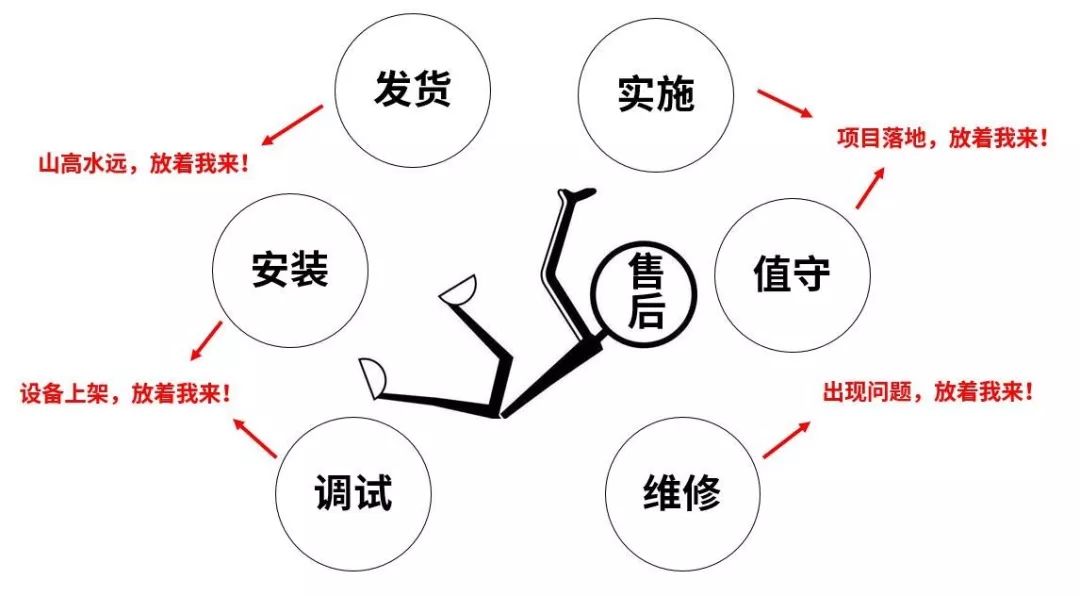 发货
实施
山高水远，放着我来！
项目落地，放着我来！
安装
售
后
值守
设备上架，放着我来！
出现问题，放着我来！
调试
维修